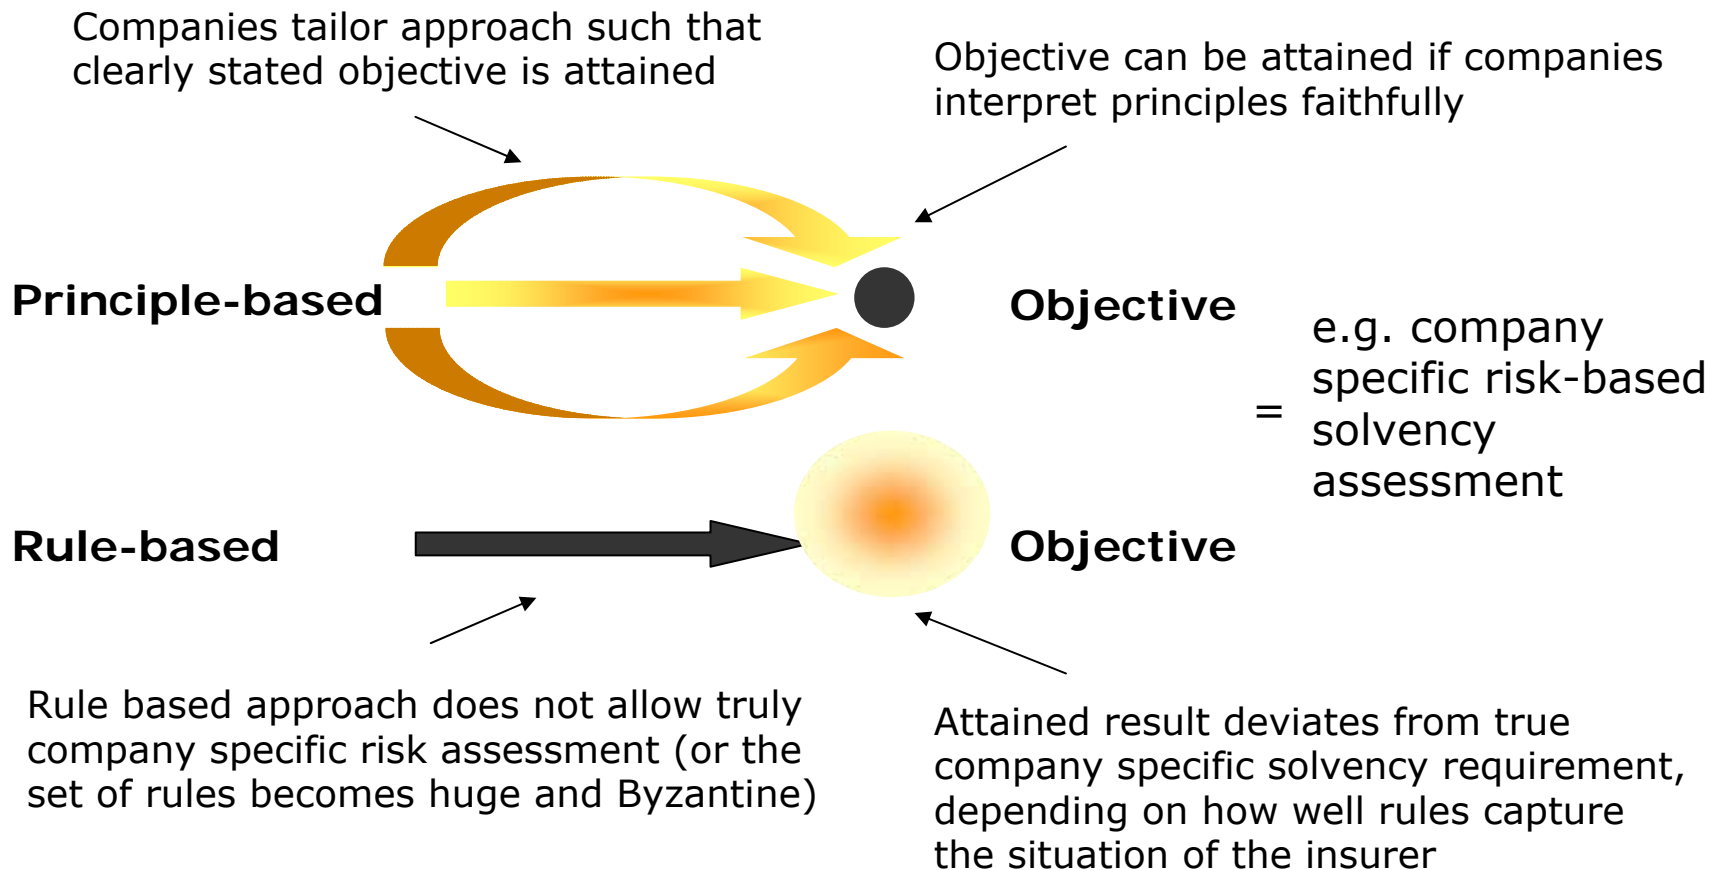 Companies tailor approach such that
clearly stated objective is attained
Objective can be attained if companies
interpret principles faithfully
Principle-based
Objective
=
e.g. company
specific risk-based
solvency
assessment
Rule-based
Objective
Rule based approach does not allow truly
company specific risk assessment (or the
set of rules becomes huge and Byzantine)
Attained result deviates from true
company specific solvency requirement,
depending on how well rules capture
the situation of the insurer